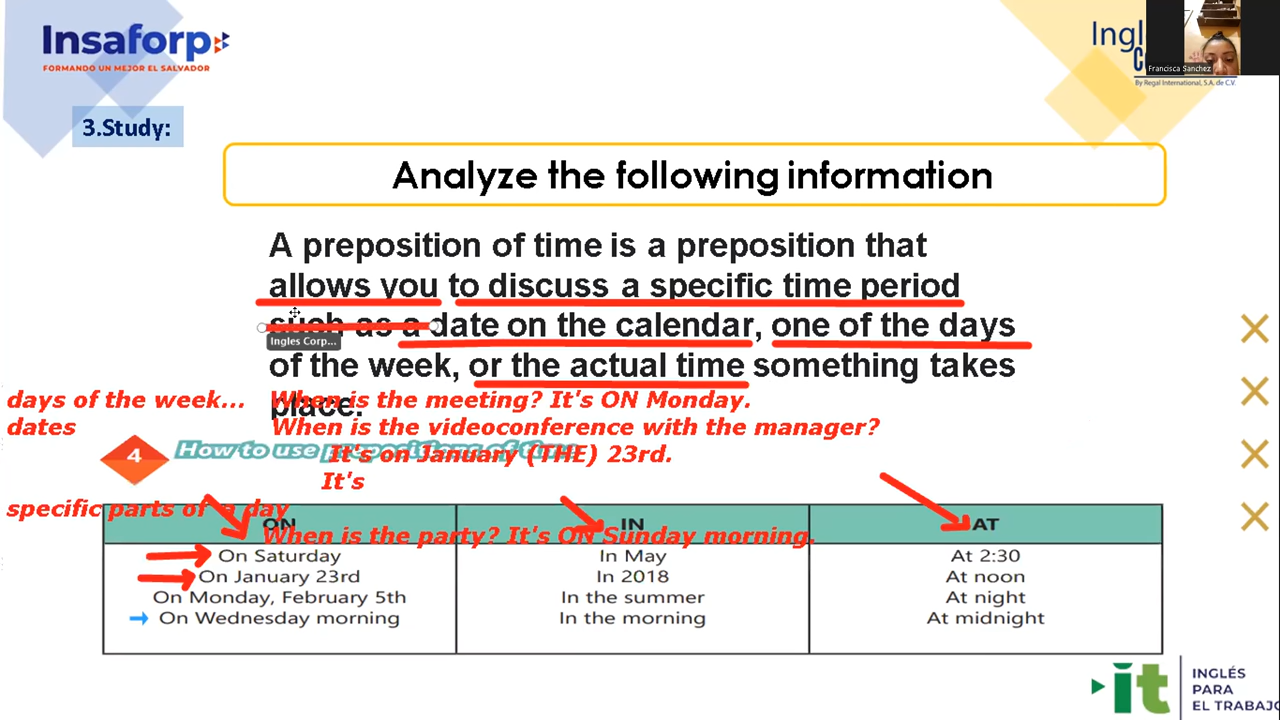 Insaforp
FORMANDO UN MEJOR EL SALVADOR
Ingl
C
By Regal International, S.A. de C.V.
Francisca Sanchez
3.Study:
Analyze the following information
A preposition of time is a preposition that
allows you to discuss a specific time period
such as a date on the calendar, one of the days
Ingles Corp...
of the week, or the actual time something takes
place.
days of the week... When is the meeting? It's ON Monday.
dates When is the videoconference with the manager?
4 How to use prepositions of time
It's on January (THE) 23rd.
It's
specific parts of a day
When is the party? It's ON Sunday morning.
ON IN AT
On Saturday In May At 2:30
On January 23rd In 2018 At noon
On Monday, February 5th In the summer At night
On Wednesday morning In the morning At midnight
it INGLÉS
PARA
EL TRABAJO